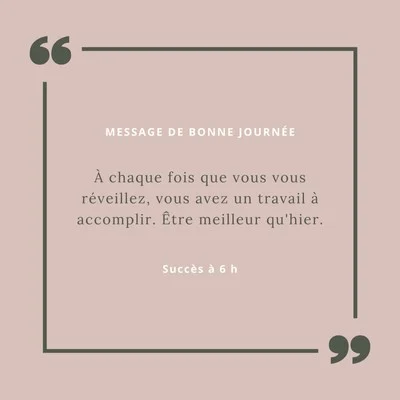 MESSAGE DE BONNE JOURNÉE
À chaque fois que vous vous
réveillez, vous avez un travail à
accomplir. Être meilleur qu'hier.
Succès à 6 h